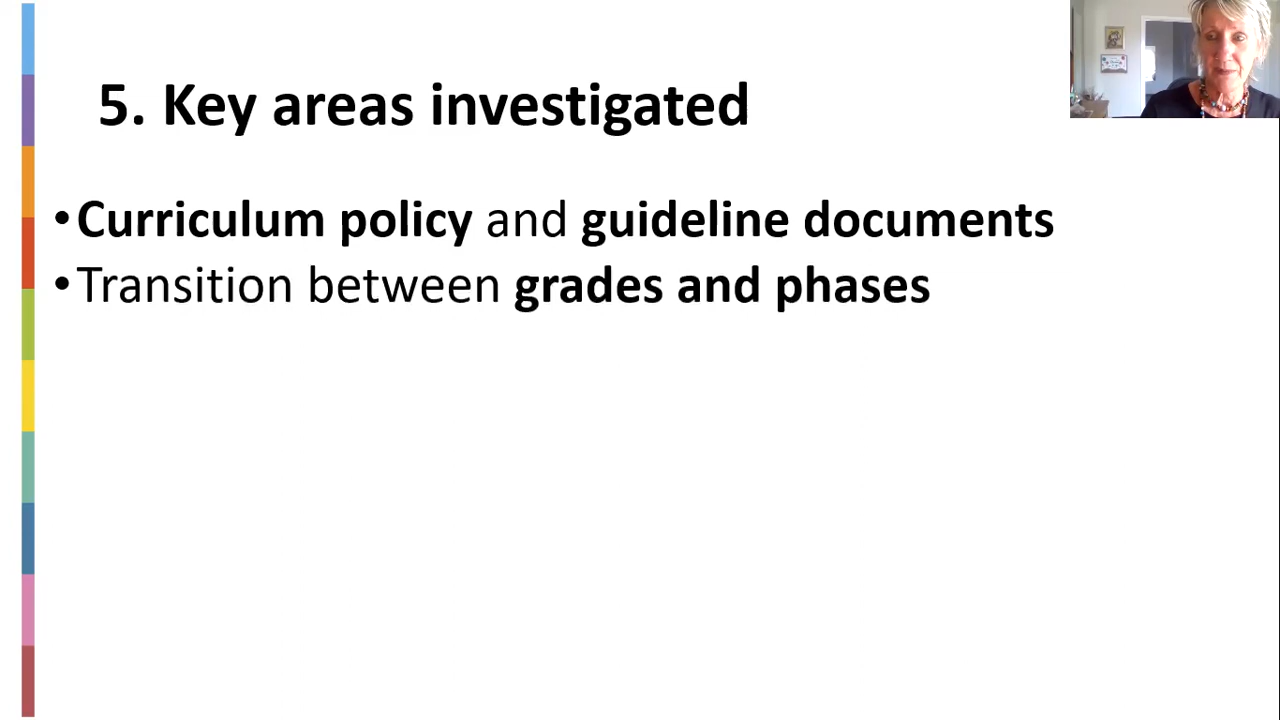 5. Key areas investigated
•Curriculum policy and guideline documents
•Transition between grades and phases